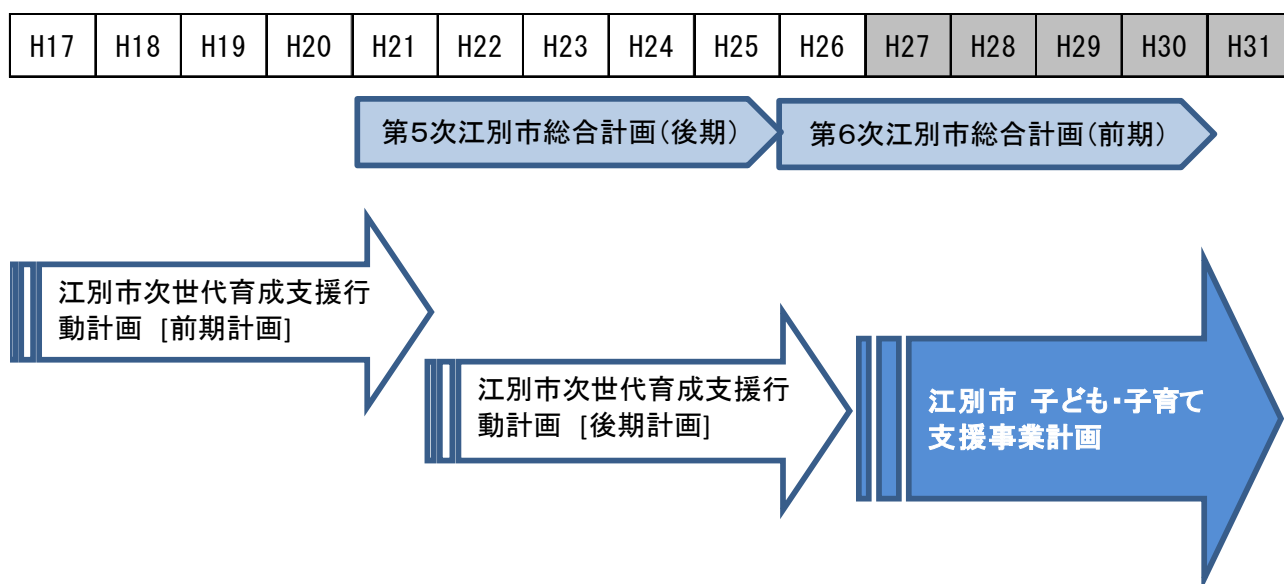 H17 H18 H19 H20 H21 H22 H23 H24 H25 H26 H27 H28 H29 H30 H31
第5次江別市総合計画(後期) 第6次江別市総合計画(前期)
江別市次世代育成支援行
動計画 [前期計画]
江別市次世代育成支援行
動計画 [後期計画]
江別市 子ども・子育て
支援事業計画